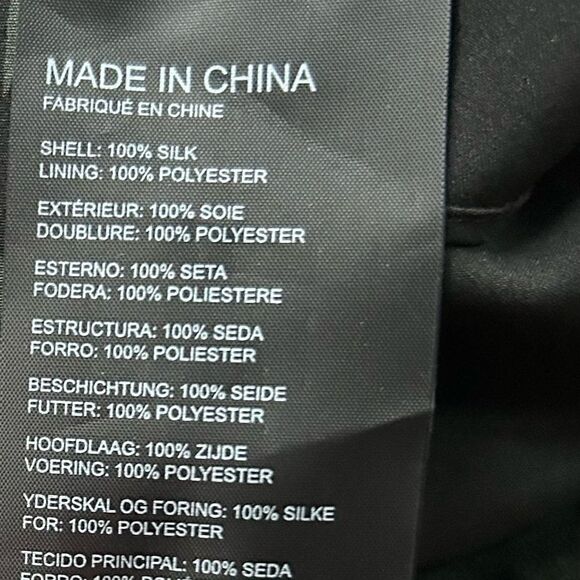 MADE IN CHINA
FABRIQUÉ EN CHINE
SHELL: 100% SILK
LINING: 100% POLYESTER
EXTÉRIEUR: 100% SOIE
DOUBLURE: 100% POLYESTER
ESTERNO: 100% SETA
FODERA: 100% POLIESTERE
ESTRUCTURA: 100% SEDA
FORRO: 100% POLIESTER
BESCHICHTUNG: 100% SEIDE
FUTTER: 100% POLYESTER
HOOFDLAAG: 100% ZIJDE
VOERING: 100% POLYESTER
YDERSKAL OG FORING: 100% SILKE
FOR: 100% POLYESTER
TECIDO PRINCIPAL: 100% SEDA
FORRO: 100%